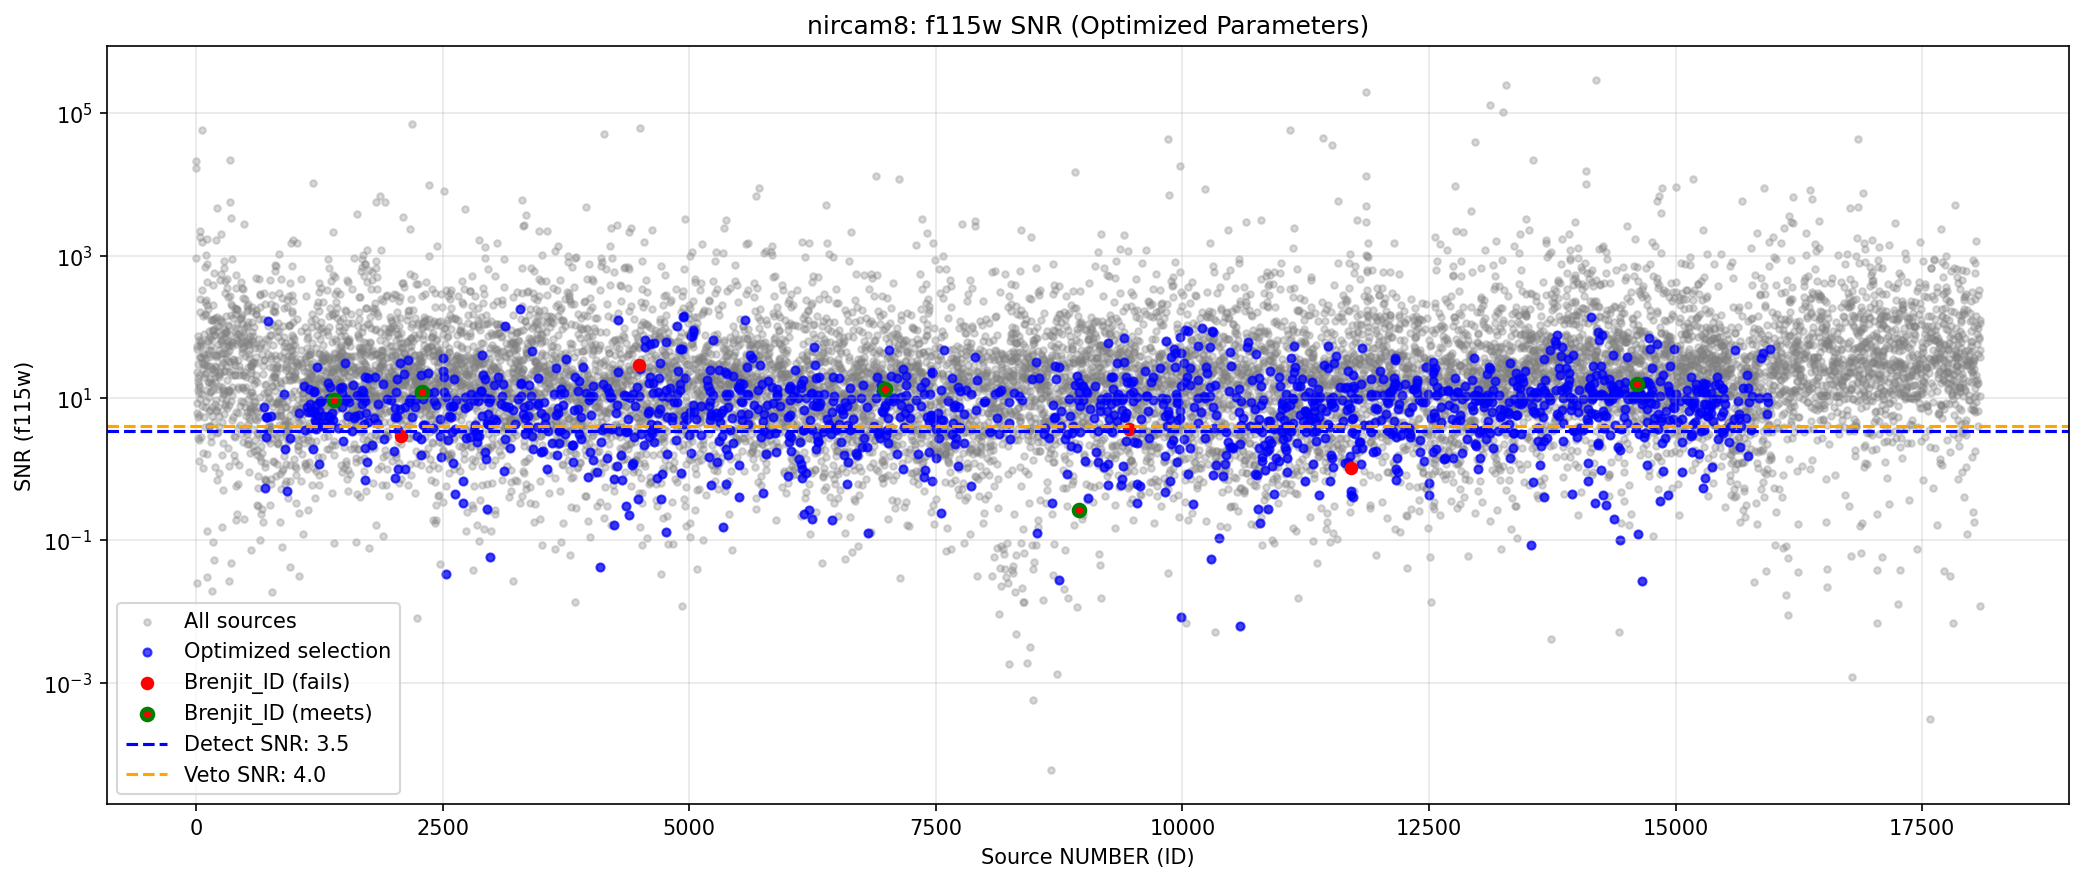 nircam8: f115w SNR (Optimized Parameters)
SNR (f115w)
10^5
10^3
10^1
10^−1
10^−3
All sources
Optimized selection
Brenjit_ID (fails)
Brenjit_ID (meets)
Detect SNR: 3.5
Veto SNR: 4.0
0 2500 5000 7500 10000 12500 15000 17500
Source NUMBER (ID)